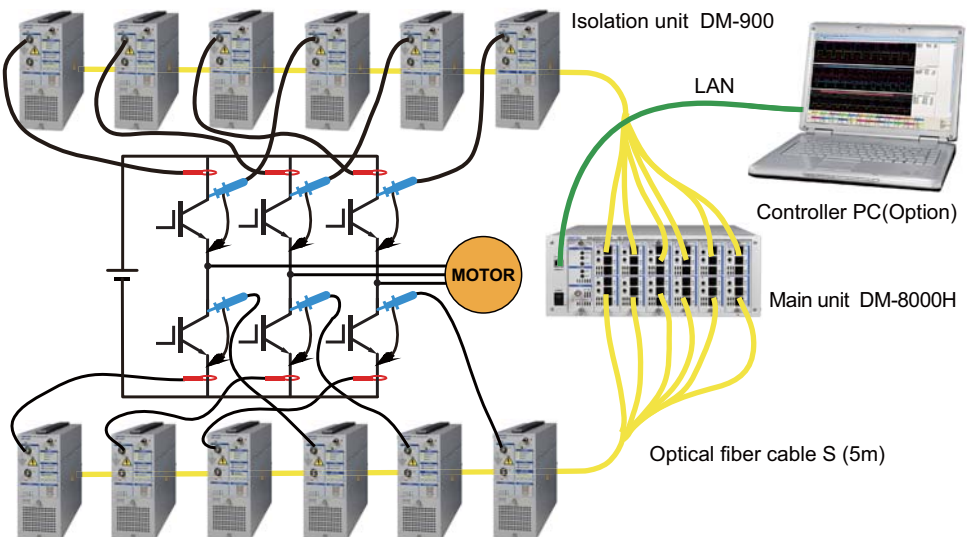 Isolation unit DM-900
LAN
Controller PC(Option)
MOTOR
Main unit DM-8000H
Optical fiber cable S (5m)